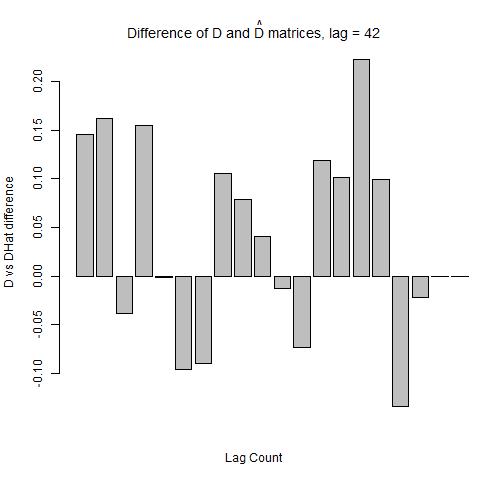 Difference of D and D̂ matrices, lag = 42
D vs DHat difference
0.20
0.15
0.10
0.05
0.00
-0.05
-0.10
Lag Count